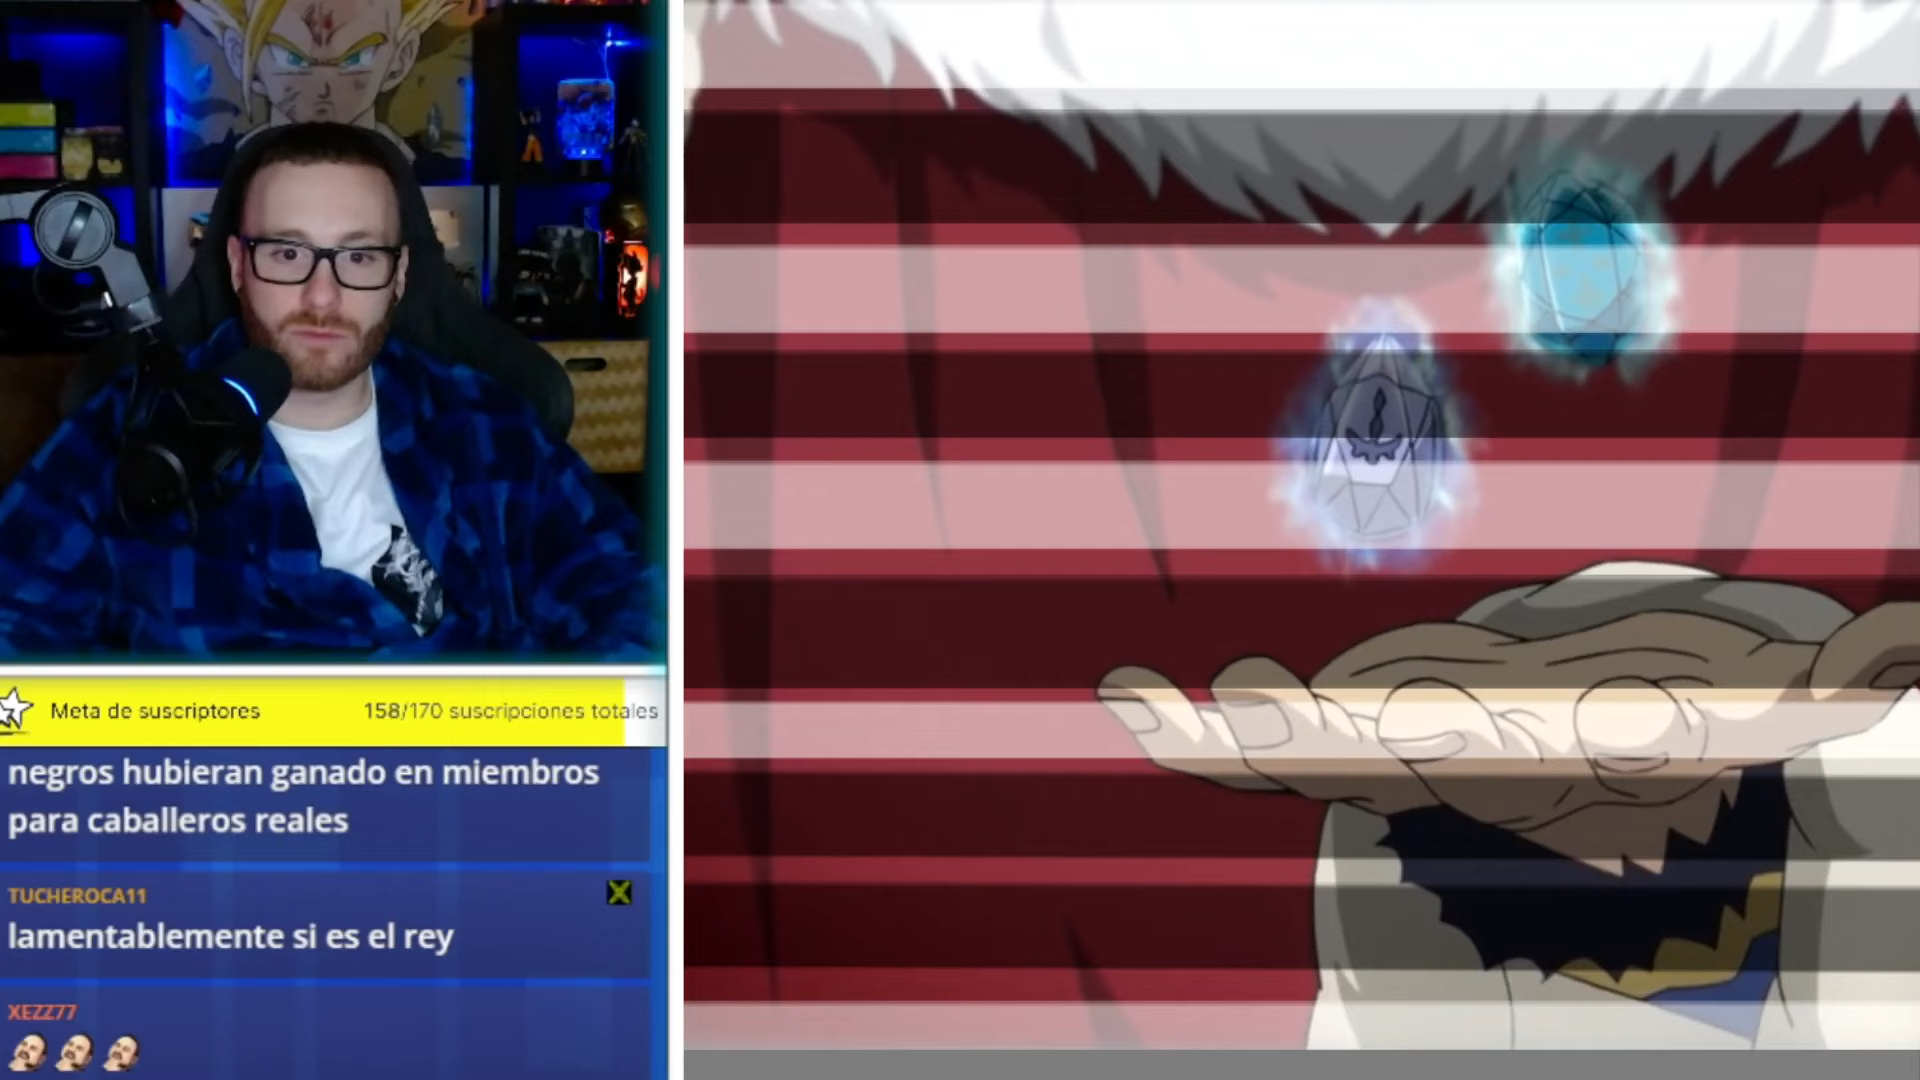 Meta de suscriptores 158/170 suscripciones totales
negros hubieran ganado en miembros
para caballeros reales
TUCHEROCA11
lamentablemente si es el rey
XEZZ77